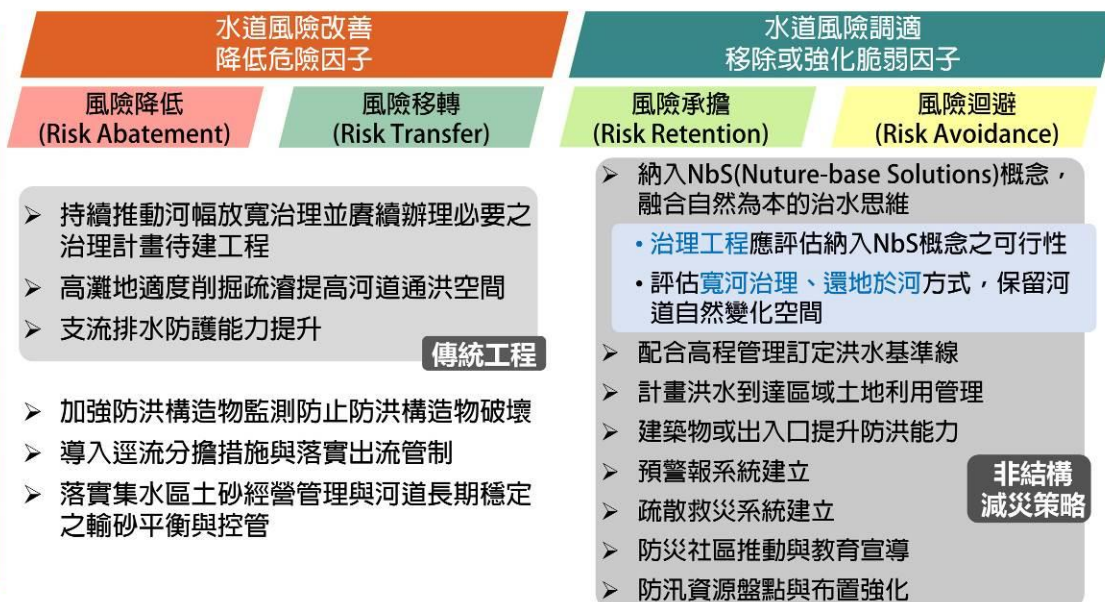 水道風險改善
降低危險因子
水道風險調適
移除或強化脆弱因子
風險降低
(Risk Abatement)
風險移轉
(Risk Transfer)
風險承擔
(Risk Retention)
風險迴避
(Risk Avoidance)
➢ 持續推動河幅放寬治理並賡續辦理必要之
治理計畫待建工程
➢ 高灘地適度削掘疏濬提高河道通洪空間
➢ 支流排水防護能力提升
傳統工程
➢ 加強防洪構造物監測防止防洪構造物破壞
➢ 導入逕流分擔措施與落實出流管制
➢ 落實集水區土砂經營管理與河道長期穩定
之輸砂平衡與控管
➢ 納入NbS(Nuture-base Solutions)概念，
融合自然為本的治水思維
•治理工程應評估納入NbS概念之可行性
•評估寬河治理、還地於河方式，保留河
道自然變化空間
➢ 配合高程管理訂定洪水基準線
➢ 計畫洪水到達區域土地利用管理
➢ 建築物或出入口提升防洪能力
➢ 預警報系統建立
➢ 疏散救災系統建立
➢ 防災社區推動與教育宣導
➢ 防汛資源盤點與布置強化
非結構
減災策略